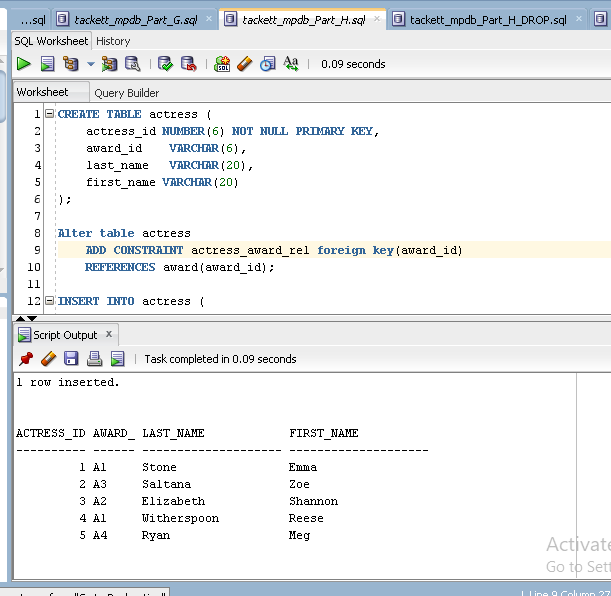 ...sql tackett_mpdb_Part_G.sql tackett_mpdb_Part_H.sql tackett_mpdb_Part_H_DROP.sql
SQL Worksheet History
SQL Aa 0.09 seconds
Worksheet Query Builder
1 CREATE TABLE actress (
2 actress_id NUMBER(6) NOT NULL PRIMARY KEY,
3 award_id VARCHAR(6),
4 last_name VARCHAR(20),
5 first_name VARCHAR(20)
6 );
7
8 Alter table actress
9 ADD CONSTRAINT actress_award_rel foreign key(award_id)
10 REFERENCES award(award_id);
11
12 INSERT INTO actress (
Script Output x
Task completed in 0.09 seconds
1 row inserted.
ACTRESS_ID AWARD_ LAST_NAME FIRST_NAME
---------- ------ -------------------- --------------------
1 A1 Stone Emma
2 A3 Saltana Zoe
3 A2 Elizabeth Shannon
4 A1 Witherspoon Reese
5 A4 Ryan Meg
Activate
Go to Sett
Line 9 Column 27